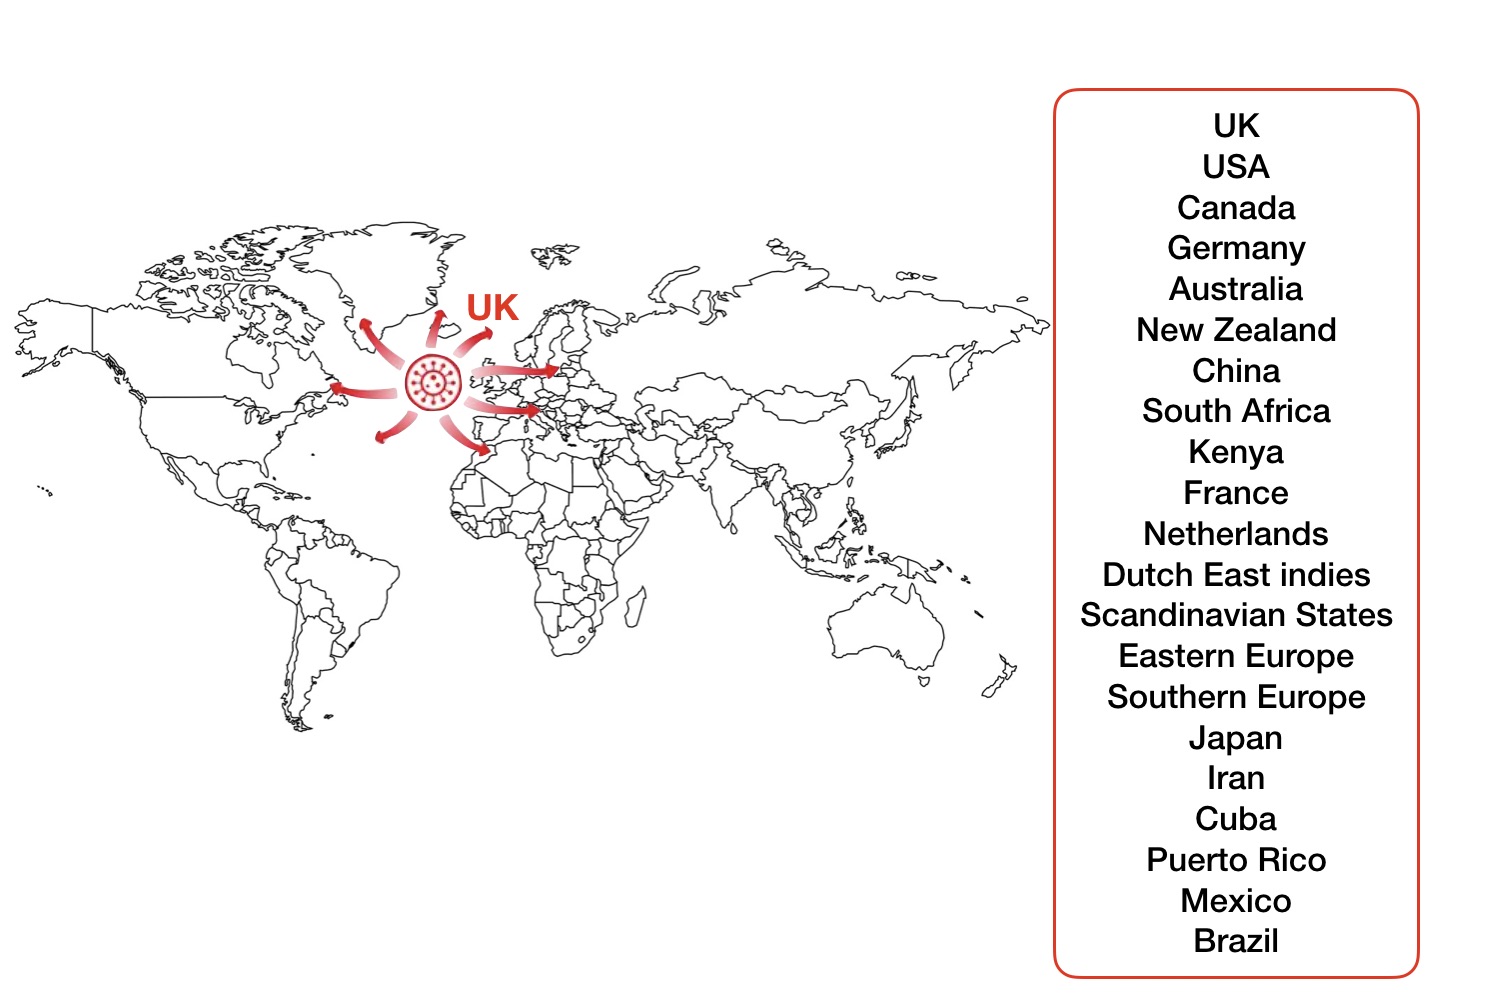 UK
UK
USA
Canada
Germany
Australia
New Zealand
China
South Africa
Kenya
France
Netherlands
Dutch East indies
Scandinavian States
Eastern Europe
Southern Europe
Japan
Iran
Cuba
Puerto Rico
Mexico
Brazil